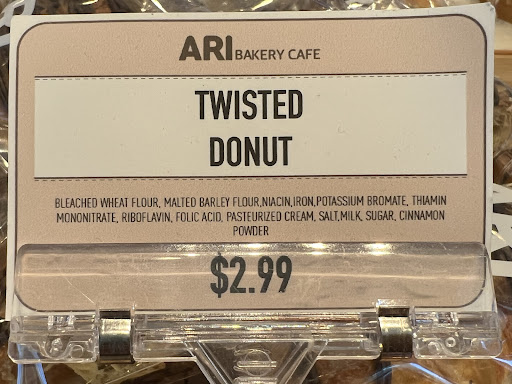 ARI BAKERY CAFE
TWISTED
DONUT
BLEACHED WHEAT FLOUR, MALTED BARLEY FLOUR,NIACIN,IRON,POTASSIUM BROMATE, THIAMIN
MONONITRATE, RIBOFLAVIN, FOLIC ACID, PASTEURIZED CREAM, SALT,MILK, SUGAR, CINNAMON
POWDER
$2.99